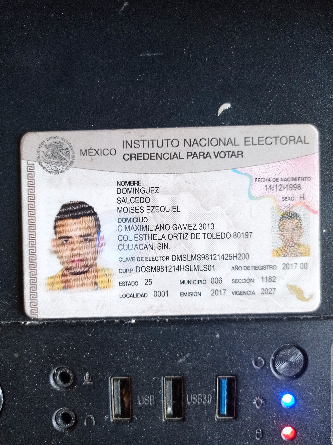 MÉXICO INSTITUTO NACIONAL ELECTORAL
CREDENCIAL PARA VOTAR
NOMBRE
DOMINGUEZ
SALCEDO
MOISES EZEQUIEL
FECHA DE NACIMIENTO
14/12/1998
SEXO H
DOMICILIO
C MAXIMILIANO GAMEZ 3013
COL ESTHELA ORTIZ DE TOLEDO 80197
CULIACAN, SIN.
CLAVE DE ELECTOR DMSLMS98121425H200
CURP DOSM981214HSLMLS01 AÑO DE REGISTRO 2017 00
ESTADO 25 MUNICIPIO 006 SECCIÓN 1162
LOCALIDAD 0001 EMISIÓN 2017 VIGENCIA 2027
USB USB3.0